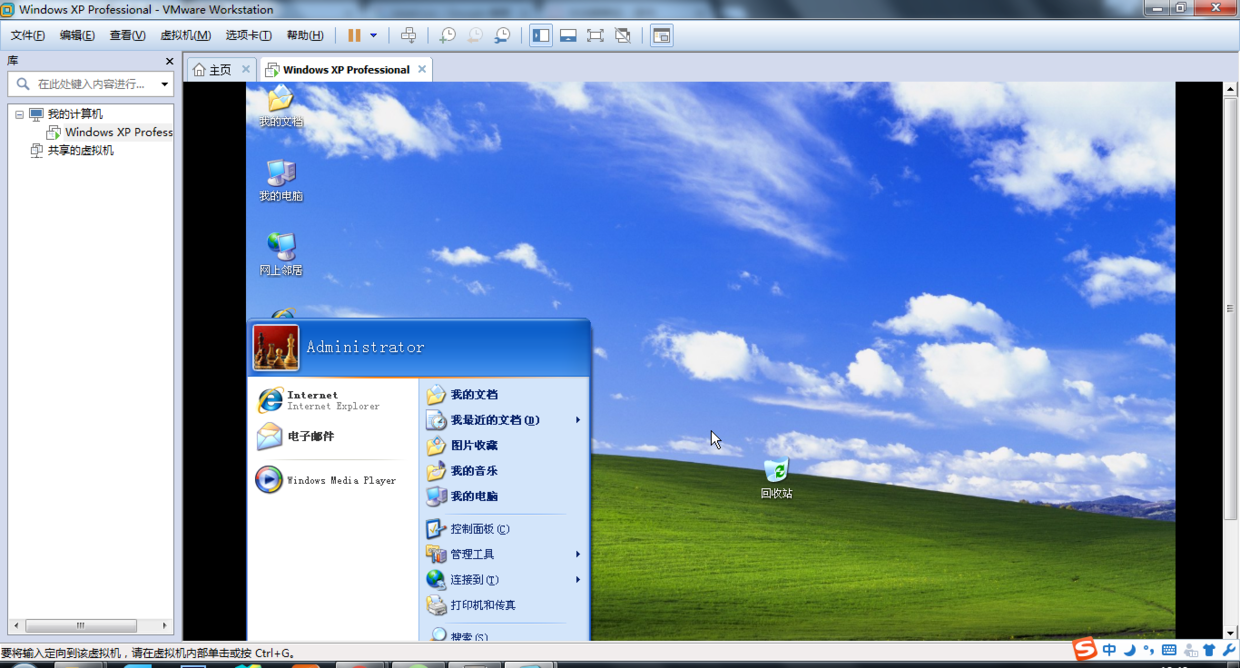 Windows XP Professional - VMware Workstation
文件(F) 编辑(E) 查看(V) 虚拟机(M) 选项卡(T) 帮助(H)
库
在此处键入内容进行...
我的计算机
Windows XP Profess
共享的虚拟机
主页
Windows XP Professional
我的文档
我的电脑
网上邻居
Administrator
Internet
Internet Explorer
电子邮件
Windows Media Player
我的文档
我最近的文档(D)
图片收藏
我的音乐
我的电脑
控制面板(C)
管理工具
连接到(T)
打印机和传真
搜索(S)
回收站
要将输入定向到该虚拟机，请在虚拟机内部单击或按 Ctrl+G。
中